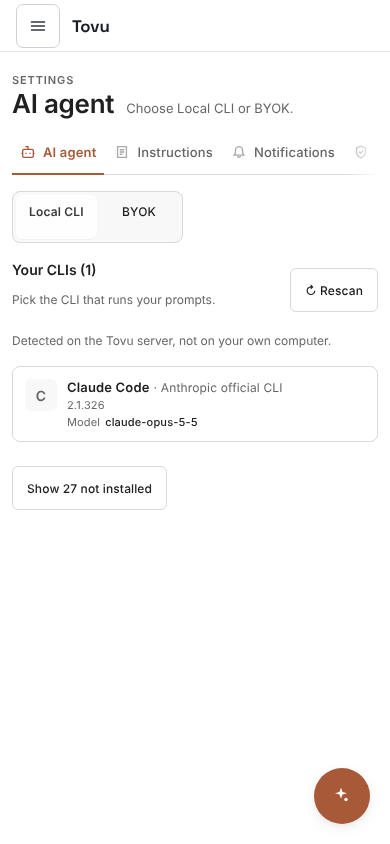 Tovu
SETTINGS
AI agent Choose Local CLI or BYOK.
AI agent Instructions Notifications
Local CLI BYOK
Your CLIs (1)
Pick the CLI that runs your prompts.
↻ Rescan
Detected on the Tovu server, not on your own computer.
C
Claude Code · Anthropic official CLI
2.1.326
Model claude-opus-5-5
Show 27 not installed